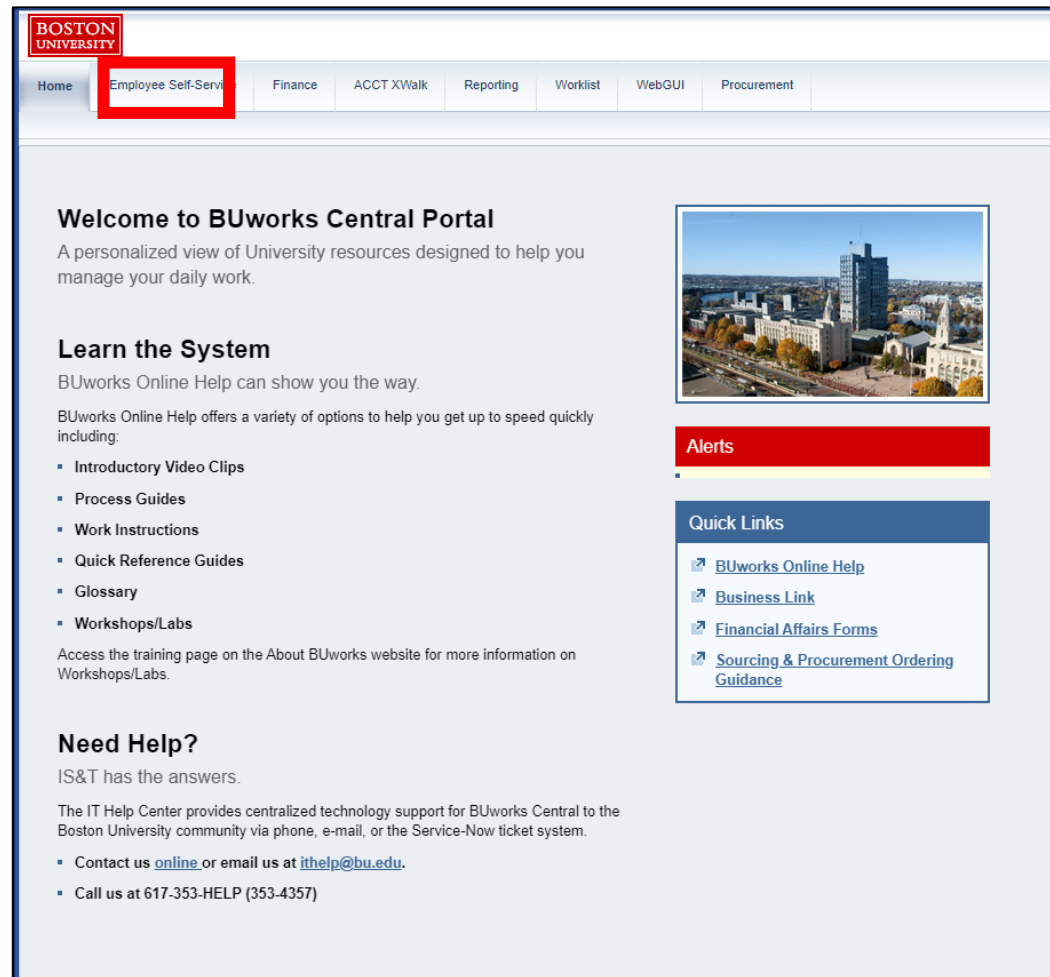 BOSTON
UNIVERSITY
Home Employee Self-Service Finance ACCT XWalk Reporting Worklist WebGUI Procurement
Welcome to BUworks Central Portal
A personalized view of University resources designed to help you
manage your daily work.
Learn the System
BUworks Online Help can show you the way.
BUworks Online Help offers a variety of options to help you get up to speed quickly
including:
Introductory Video Clips
Process Guides
Work Instructions
Quick Reference Guides
Glossary
Workshops/Labs
Access the training page on the About BUworks website for more information on
Workshops/Labs.
Need Help?
IS&T has the answers.
The IT Help Center provides centralized technology support for BUworks Central to the
Boston University community via phone, e-mail, or the Service-Now ticket system.
Contact us online or email us at ithelp@bu.edu.
Call us at 617-353-HELP (353-4357)
Alerts
Quick Links
BUworks Online Help
Business Link
Financial Affairs Forms
Sourcing & Procurement Ordering
Guidance